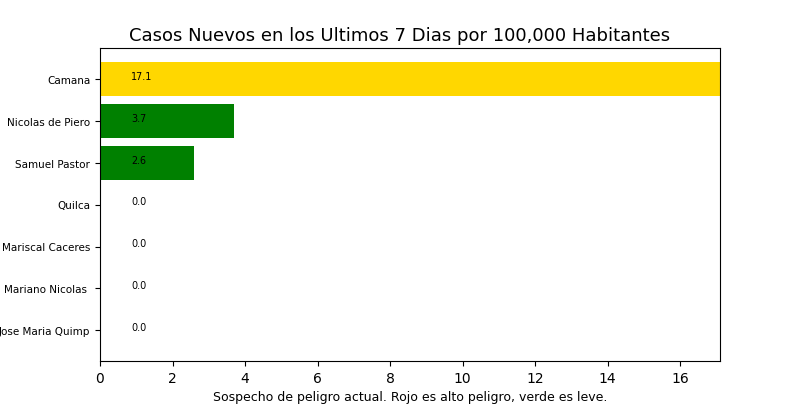 Casos Nuevos en los Ultimos 7 Dias por 100,000 Habitantes
Camana 17.1
Nicolas de Piero 3.7
Samuel Pastor 2.6
Quilca 0.0
Mariscal Caceres 0.0
Mariano Nicolas 0.0
Jose Maria Quimp 0.0
0 2 4 6 8 10 12 14 16
Sospecho de peligro actual. Rojo es alto peligro, verde es leve.